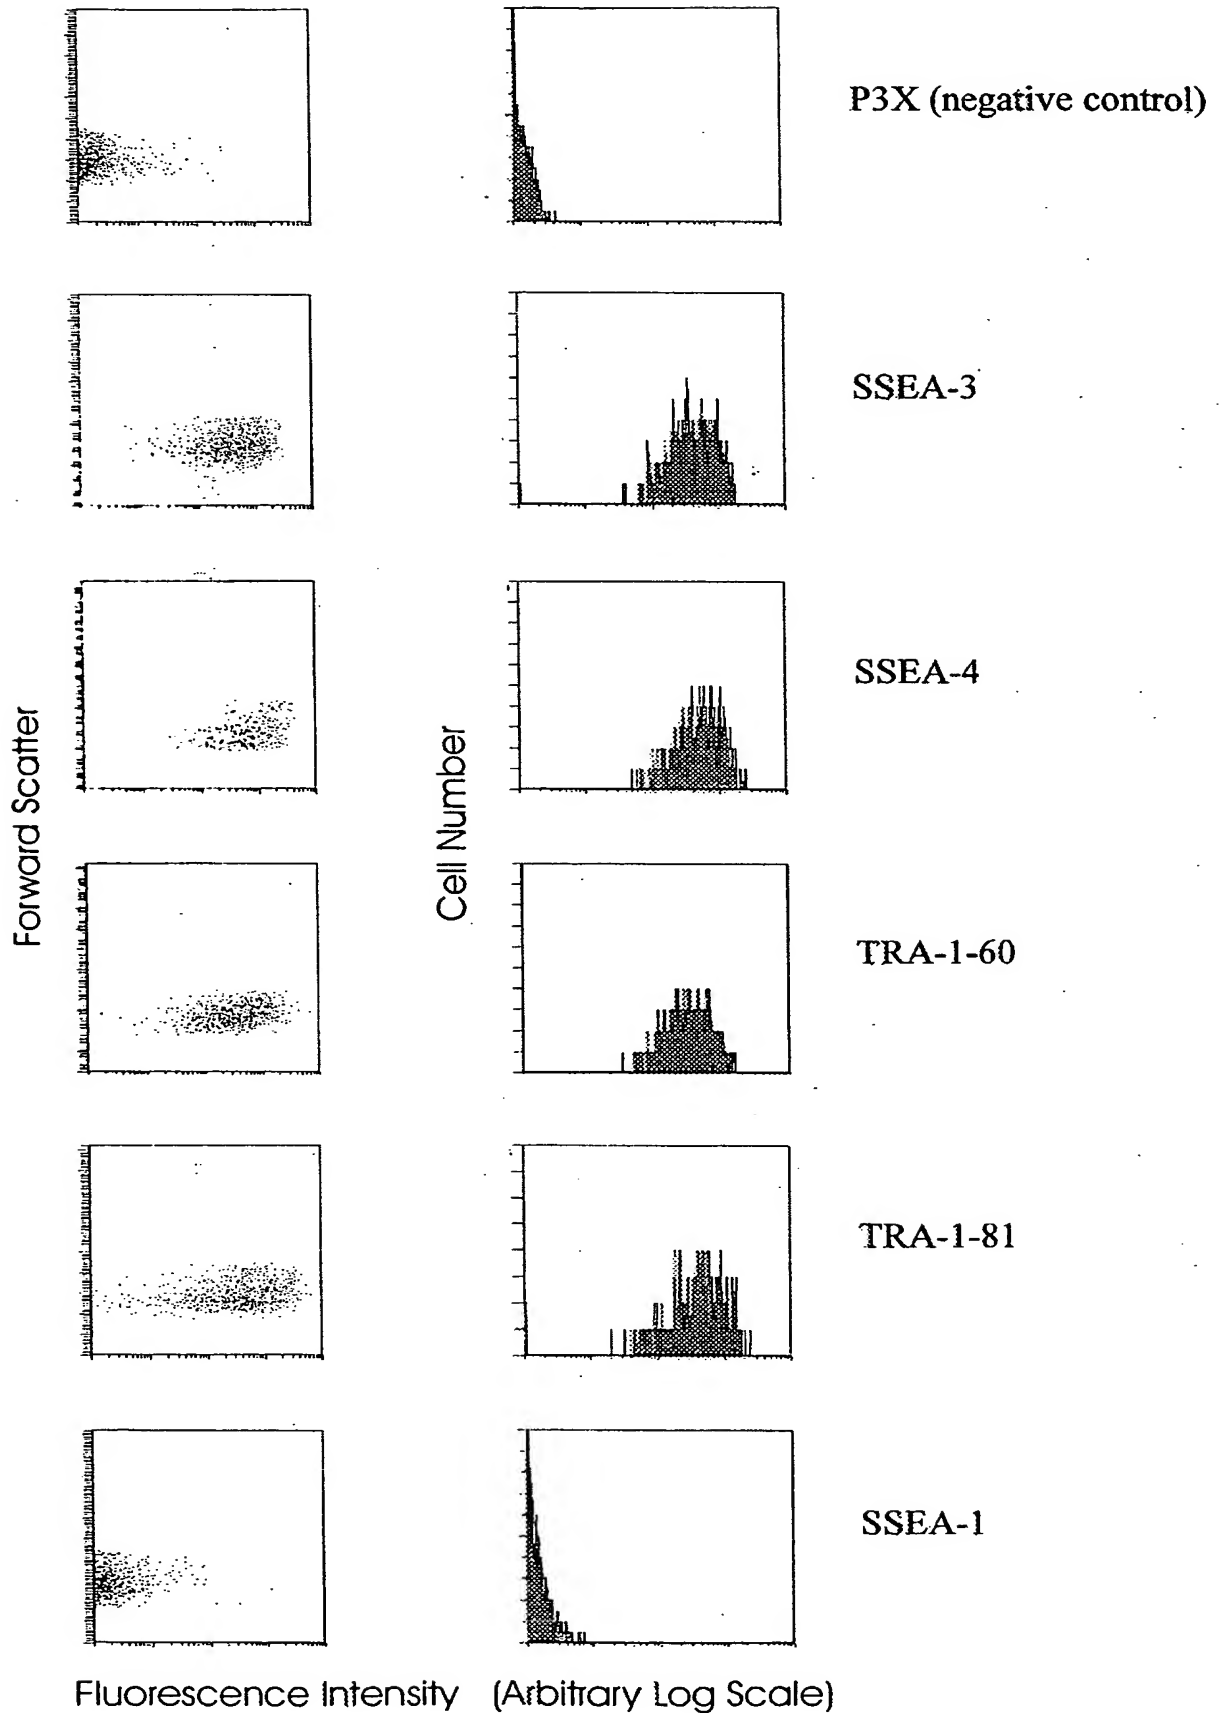 P3X (negative control)
SSEA-3
SSEA-4
Forward Scatter
Cell Number
TRA-1-60
TRA-1-81
SSEA-1
Fluorescence Intensity (Arbitrary Log Scale)